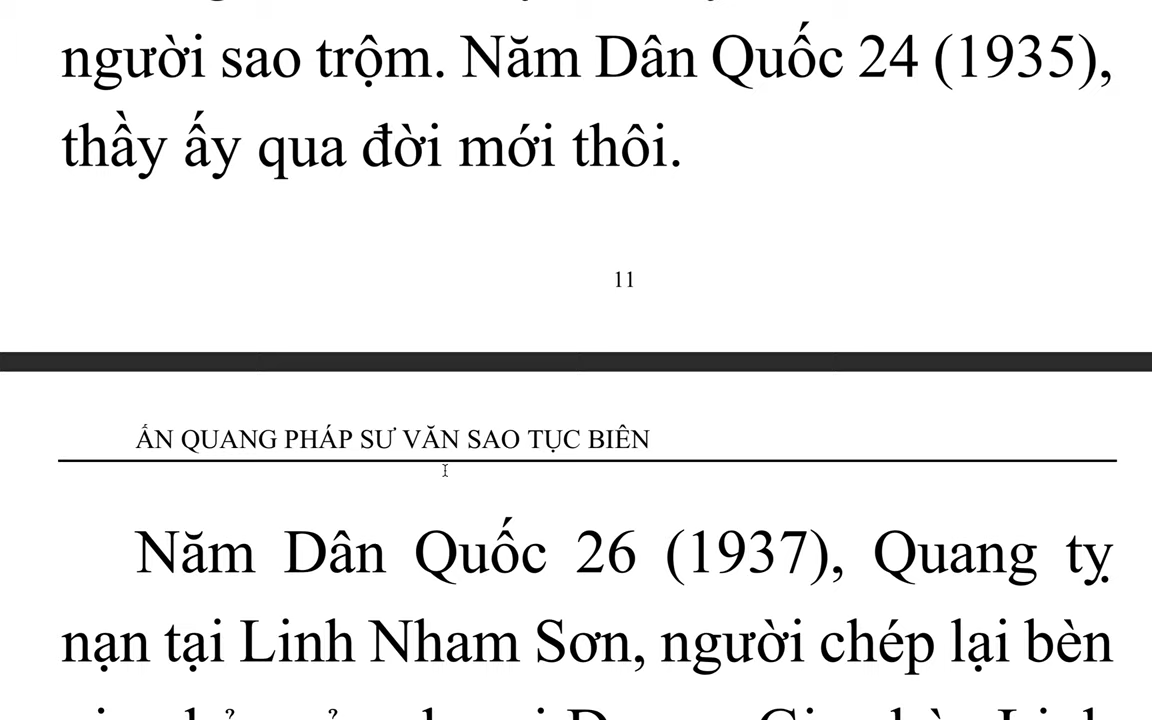 người sao trộm. Năm Dân Quốc 24 (1935),
thầy ấy qua đời mới thôi.
11
ẤN QUANG PHÁP SƯ VĂN SAO TỤC BIÊN
Năm Dân Quốc 26 (1937), Quang tỵ
nạn tại Linh Nham Sơn, người chép lại bèn